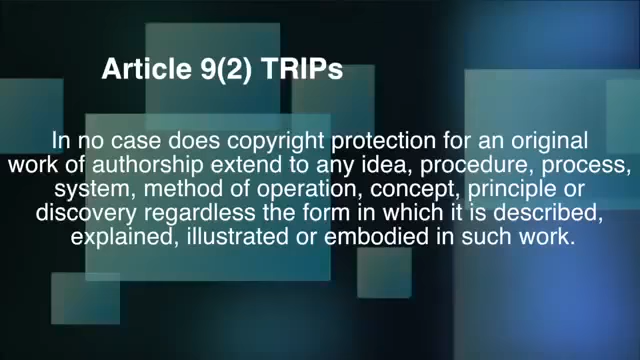 Article 9(2) TRIPs
In no case does copyright protection for an original
work of authorship extend to any idea, procedure, process,
system, method of operation, concept, principle or
discovery regardless the form in which it is described,
explained, illustrated or embodied in such work.